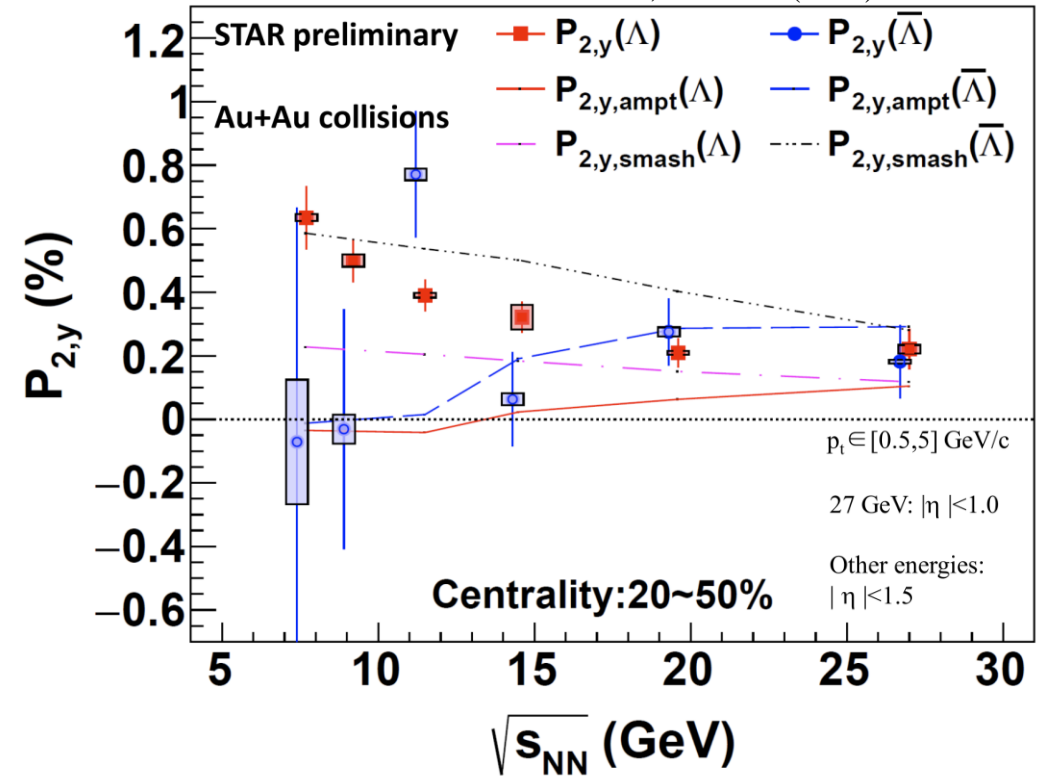 STAR preliminary
P2,y(Λ)
P2,y(Λ̅)
Au+Au collisions
P2,y,ampt(Λ)
P2,y,ampt(Λ̅)
P2,y,smash(Λ)
P2,y,smash(Λ̅)
P2,y (%)
1.2
1
0.8
0.6
0.4
0.2
0
−0.2
−0.4
−0.6
pt∈[0.5,5] GeV/c
27 GeV: |η |<1.0
Other energies:
| η|<1.5
Centrality:20~50%
5 10 15 20 25 30
√sNN (GeV)